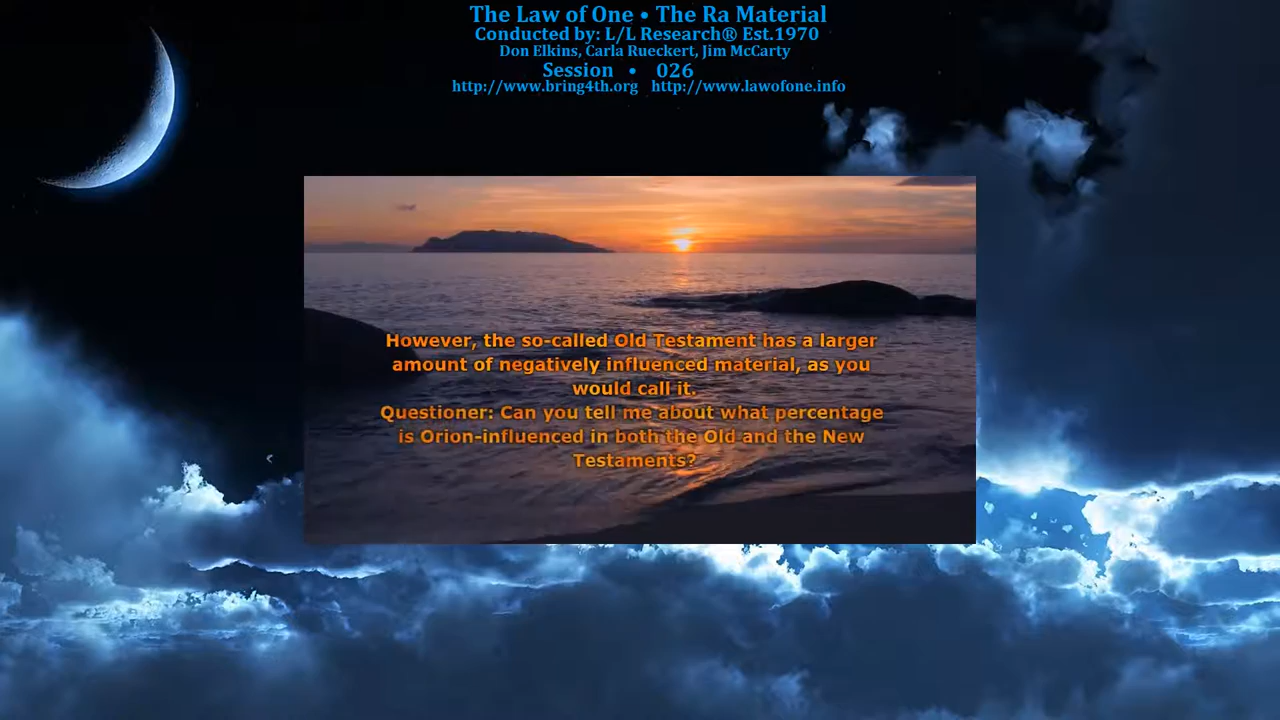 The Law of One • The Ra Material
Conducted by: L/L Research® Est.1970
Don Elkins, Carla Rueckert, Jim McCarty
Session • 026
http://www.bring4th.org http://www.lawofone.info
However, the so-called Old Testament has a larger
amount of negatively influenced material, as you
would call it.
Questioner: Can you tell me about what percentage
is Orion-influenced in both the Old and the New
Testaments?